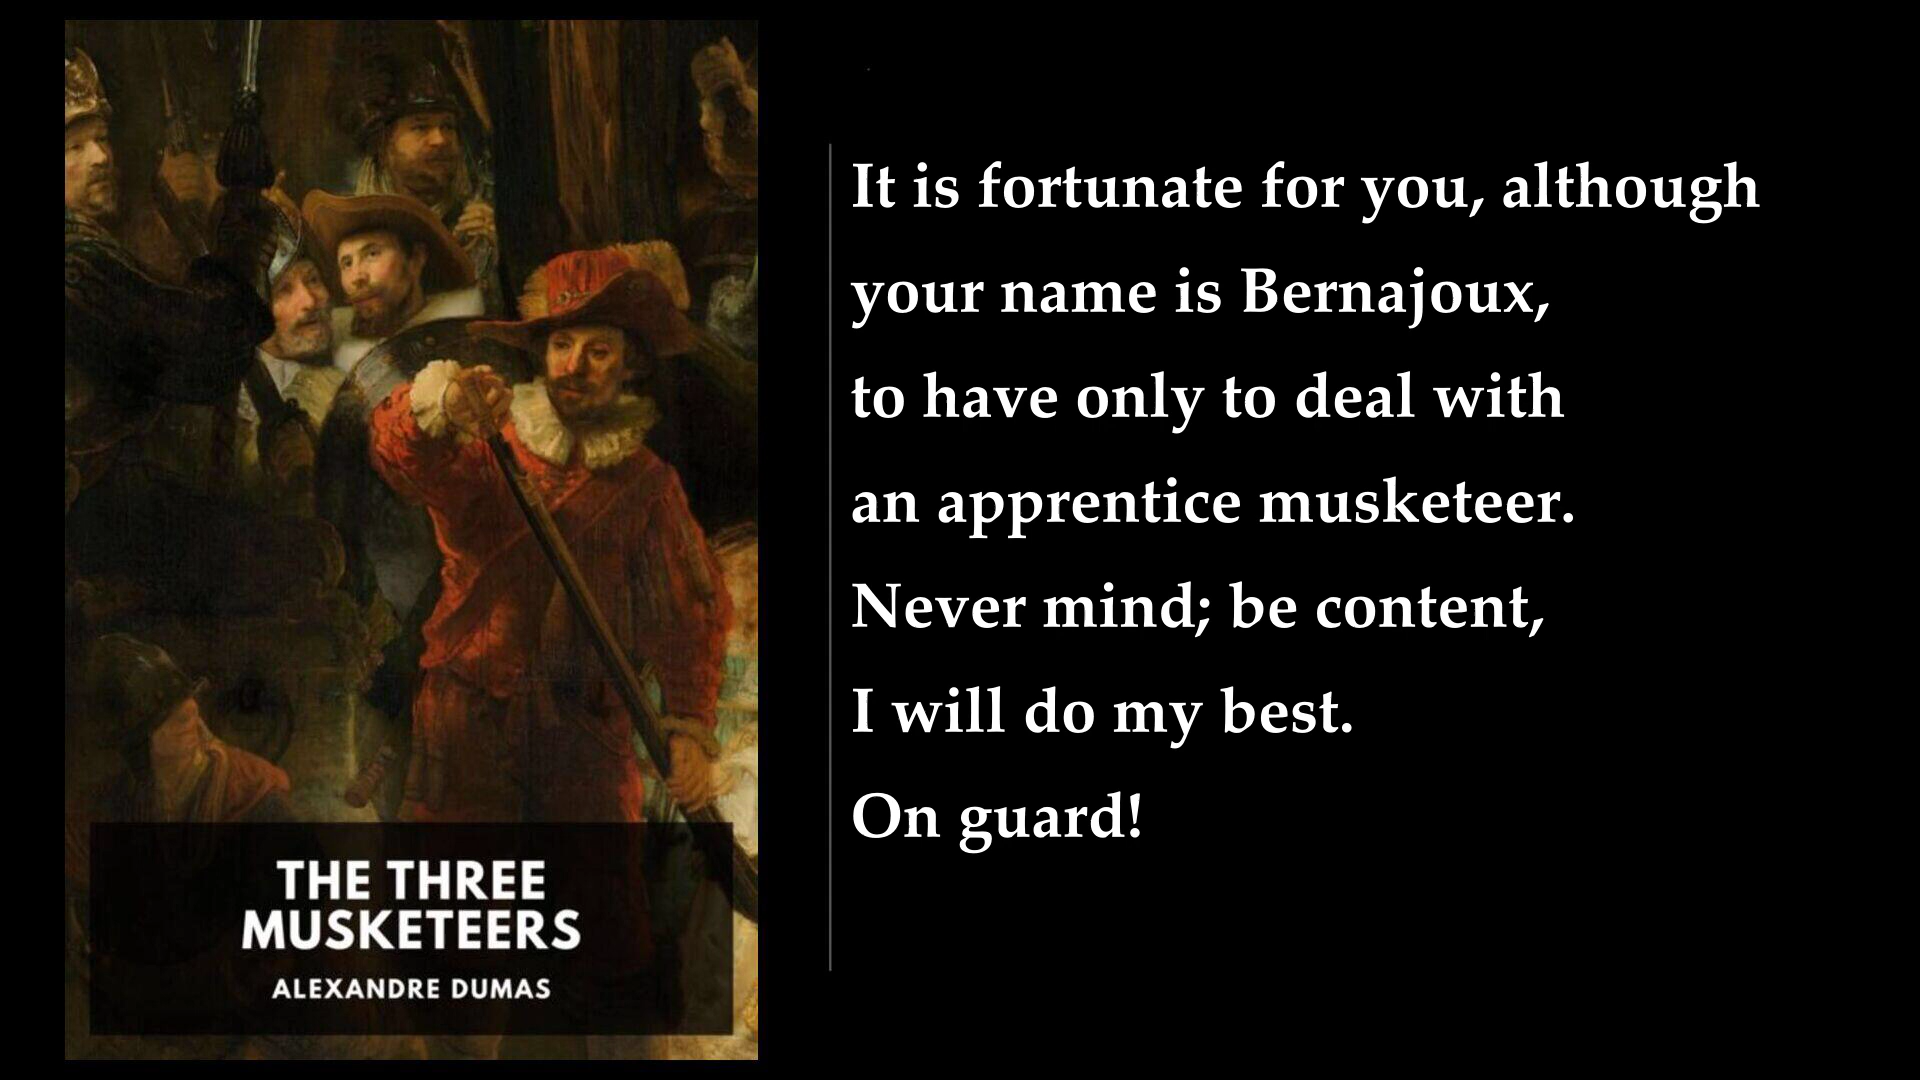 THE THREE
MUSKETEERS
ALEXANDRE DUMAS
It is fortunate for you, although
your name is Bernajoux,
to have only to deal with
an apprentice musketeer.
Never mind; be content,
I will do my best.
On guard!